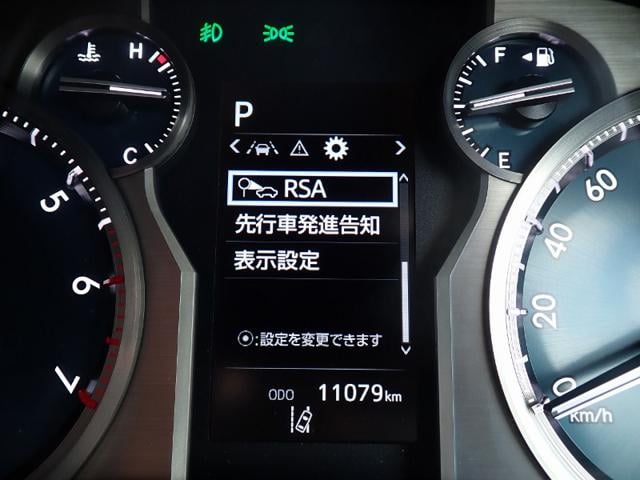 H
C
F
E
P
RSA
先行車発進告知
表示設定
:設定を変更できます
ODO 11079km
5
6
7
60
40
20
0
km/h